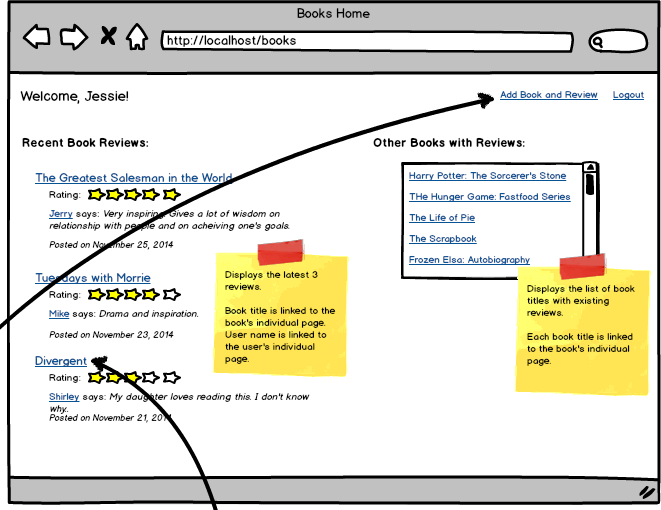 Books Home
http://localhost/books
Welcome, Jessie!
Add Book and Review
Logout
Recent Book Reviews:
The Greatest Salesman in the World
Rating:
Jerry says: Very inspiring. Gives a lot of wisdom on
relationship with people and on acheiving one's goals.
Posted on November 25, 2014
Tuesdays with Morrie
Rating:
Mike says: Drama and inspiration.
Posted on November 23, 2014
Divergent
Rating:
Shirley says: My daughter loves reading this. I don't know
why.
Posted on November 21, 2014
Displays the latest 3
reviews.
Book title is linked to the
book's individual page.
User name is linked to
the user's individual
page.
Other Books with Reviews:
Harry Potter: The Sorcerer's Stone
THe Hunger Game: Fastfood Series
The Life of Pie
The Scrapbook
Frozen Elsa: Autobiography
Displays the list of book
titles with existing
reviews.
Each book title is linked
to the book's individual
page.